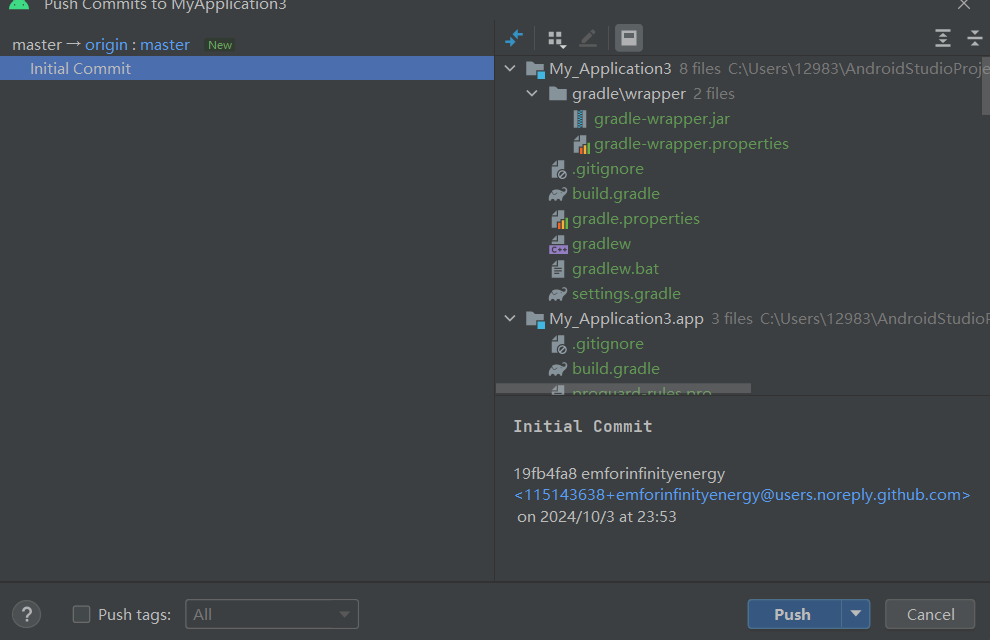 Push Commits to MyApplication3
master → origin : master New
Initial Commit
My_Application3 8 files C:\Users\12983\AndroidStudioProje
gradle\wrapper 2 files
gradle-wrapper.jar
gradle-wrapper.properties
.gitignore
build.gradle
gradle.properties
C++ gradlew
gradlew.bat
settings.gradle
My_Application3.app 3 files C:\Users\12983\AndroidStudioP
.gitignore
build.gradle
proguard-rules.pro
Initial Commit
19fb4fa8 emforinfinityenergy
<115143638+emforinfinityenergy@users.noreply.github.com>
on 2024/10/3 at 23:53
? Push tags: All Push Cancel